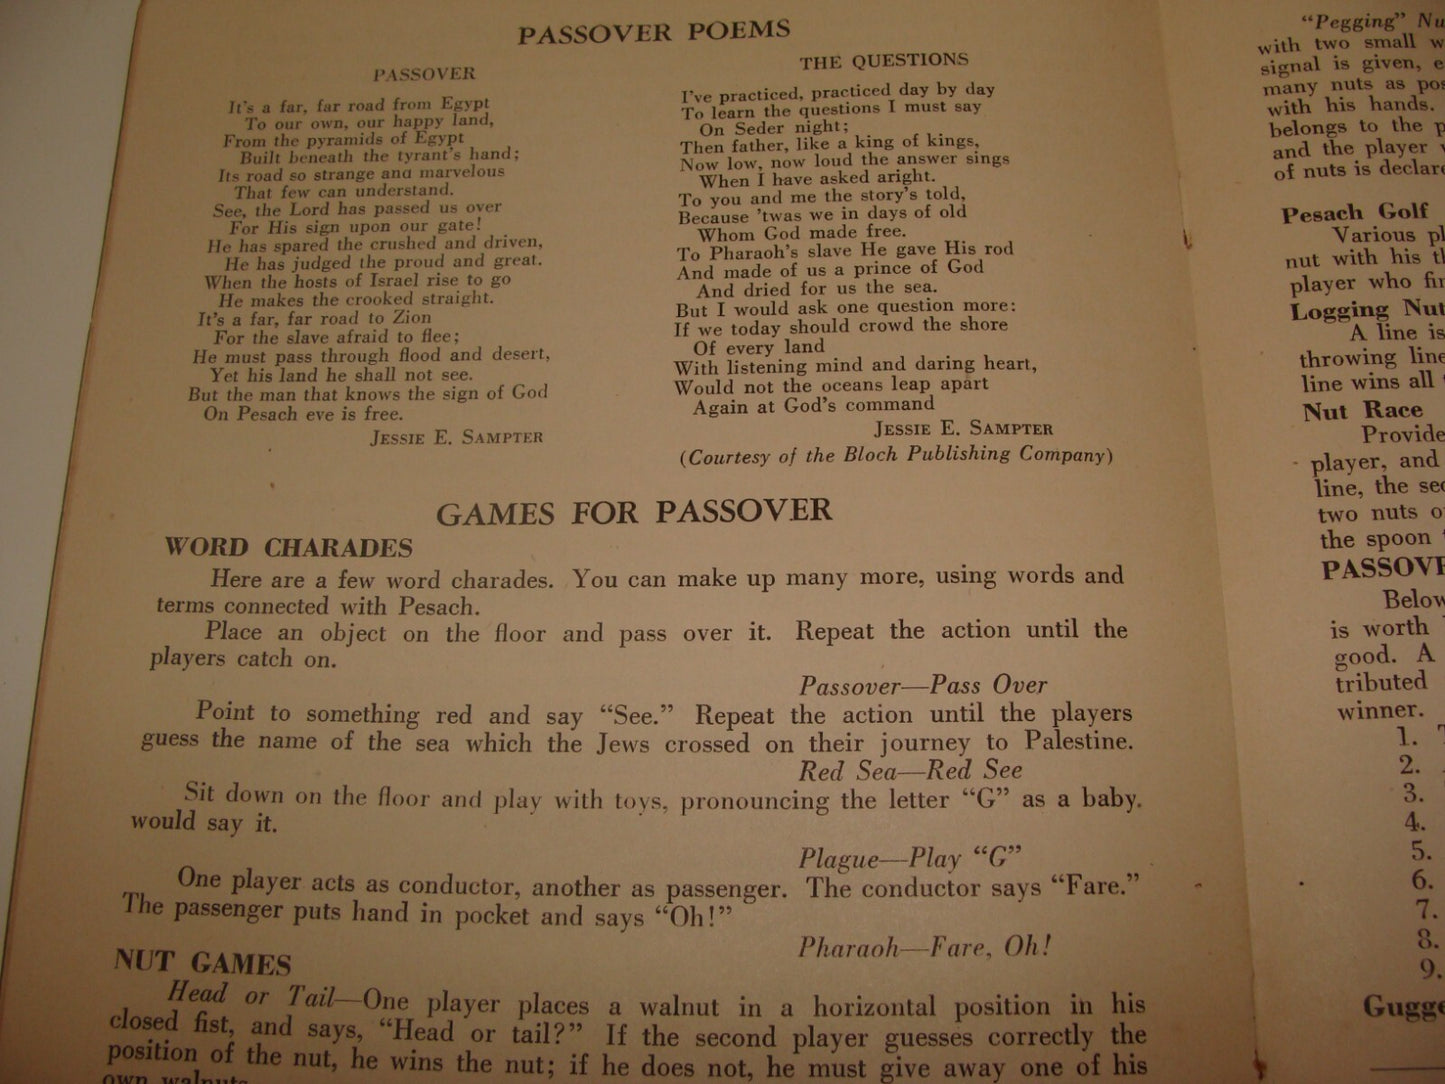 PASSOVER POEMS
PASSOVER
It's a far, far road from Egypt
To our own, our happy land,
From the pyramids of Egypt
Built beneath the tyrant's hand;
Its road so strange and marvelous
That few can understand.
See, the Lord has passed us over
For His sign upon our gate!
He has spared the crushed and driven,
He has judged the proud and great.
When the hosts of Israel rise to go
He makes the crooked straight.
It's a far, far road to Zion
For the slave afraid to flee;
He must pass through flood and desert,
Yet his land he shall not see.
But the man that knows the sign of God
On Pesach eve is free.
JESSIE E. SAMPTER
THE QUESTIONS
I've practiced, practiced day by day
To learn the questions I must say
On Seder night;
Then father, like a king of kings,
Now low, now loud the answer sings
When I have asked aright.
To you and me the story's told,
Because 'twas we in days of old
Whom God made free.
To Pharaoh's slave He gave His rod
And made of us a prince of God
And dried for us the sea.
But I would ask one question more:
If we today should crowd the shore
Of every land
With listening mind and daring heart,
Would not the oceans leap apart
Again at God's command
JESSIE E. SAMPTER
(Courtesy of the Bloch Publishing Company)
GAMES FOR PASSOVER
WORD CHARADES
Here are a few word charades. You can make up many more, using words and
terms connected with Pesach.
Place an object on the floor and pass over it. Repeat the action until the
players catch on.
Passover—Pass Over
Point to something red and say "See." Repeat the action until the players
guess the name of the sea which the Jews crossed on their journey to Palestine.
Red Sea—Red See
Sit down on the floor and play with toys, pronouncing the letter "G" as a baby
would say it.
Plague—Play "G"
One player acts as conductor, another as passenger. The conductor says "Fare."
The passenger puts hand in pocket and says "Oh!"
Pharaoh—Fare, Oh!
NUT GAMES
Head or Tail—One player places a walnut in a horizontal position in his
closed fist, and says, "Head or tail?" If the second player guesses correctly the
position of the nut, he wins the nut; if he does not, he must give away one of his
own walnuts
"Pegging"
with two small
signal is given,
many nuts as
with his hands.
belongs to the
and the player
of nuts is
Pesach Golf
Various
nut with his
player who
Logging
A line is
throwing line
line wins all
Nut Race
Provide
player, and
line, the
two nuts
the spoon
Below
is worth
good. A
tributed
winner.
1.
2.
3.
4.
5.
6.
7.
8.
9.